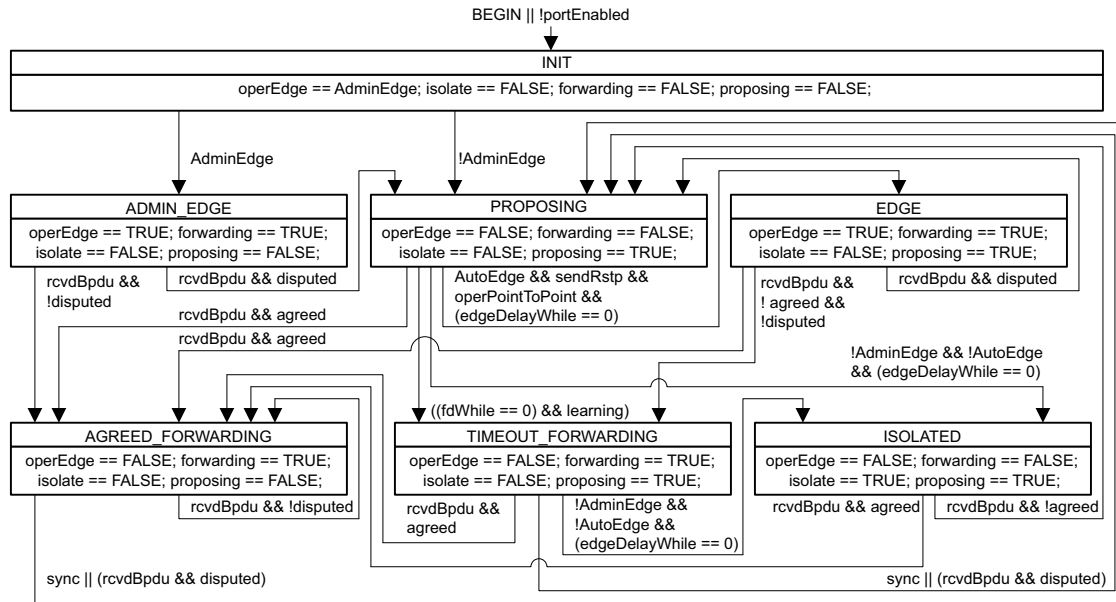 BEGIN || !portEnabled
INIT
operEdge == AdminEdge; isolate == FALSE; forwarding == FALSE; proposing == FALSE;
AdminEdge
!AdminEdge
ADMIN_EDGE
operEdge == TRUE; forwarding == TRUE;
isolate == FALSE; proposing == FALSE;
PROPOSING
operEdge == FALSE; forwarding == FALSE;
isolate == FALSE; proposing == TRUE;
EDGE
operEdge == TRUE; forwarding == TRUE;
isolate == FALSE; proposing == TRUE;
rcvdBpdu &&
!disputed
rcvdBpdu && disputed
AutoEdge && sendRstp &&
operPointToPoint &&
(edgeDelayWhile == 0)
rcvdBpdu &&
! agreed &&
!disputed
rcvdBpdu && disputed
rcvdBpdu && agreed
rcvdBpdu && agreed
!AdminEdge && !AutoEdge
&& (edgeDelayWhile == 0)
((fdWhile == 0) && learning)
AGREED_FORWARDING
operEdge == FALSE; forwarding == TRUE;
isolate == FALSE; proposing == FALSE;
TIMEOUT_FORWARDING
operEdge == FALSE; forwarding == TRUE;
isolate == FALSE; proposing == TRUE;
ISOLATED
operEdge == FALSE; forwarding == FALSE;
isolate == TRUE; proposing == TRUE;
rcvdBpdu && !disputed
rcvdBpdu &&
agreed
!AdminEdge &&
!AutoEdge &&
(edgeDelayWhile == 0)
rcvdBpdu && agreed
rcvdBpdu && !agreed
sync || (rcvdBpdu && disputed)
sync || (rcvdBpdu && disputed)